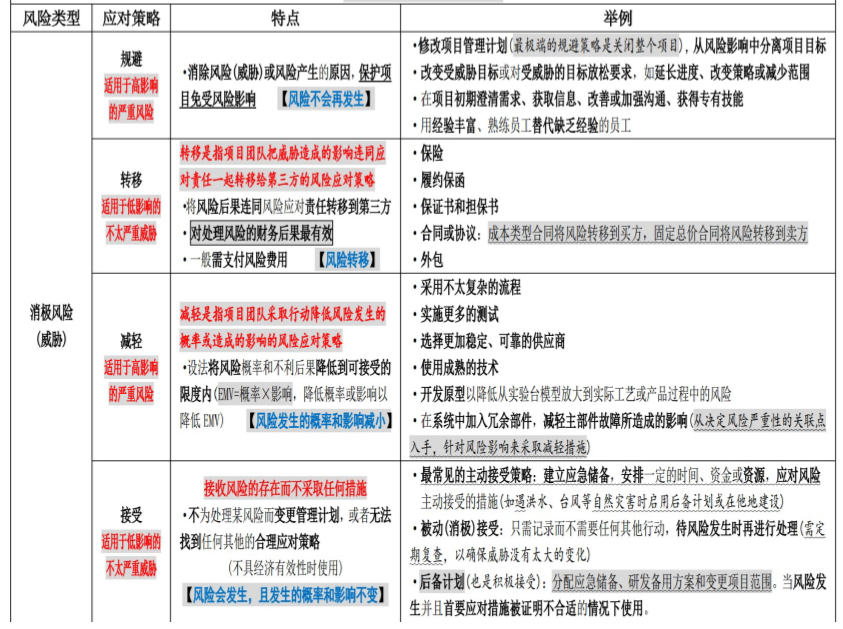 风险类型 应对策略 特点 举例
消极风险
(威胁)
规避
适用于高影响
的严重风险
·消除风险(威胁)或风险产生的原因,保护项
目免受风险影响 【风险不会再发生】
·修改项目管理计划(最极端的规避策略是关闭整个项目),从风险影响中分离项目目标
·改变受威胁目标或对受威胁的目标放松要求,如延长进度、改变策略或减少范围
·在项目初期澄清需求、获取信息、改善或加强沟通、获得专有技能
·用经验丰富、熟练员工替代缺乏经验的员工
转移
适用于低影响的
不太严重威胁
转移是指项目团队把威胁造成的影响连同应
对责任一起转移给第三方的风险应对策略
·将风险后果连同风险应对责任转移到第三方
·对处理风险的财务后果最有效
·一般需支付风险费用 【风险转移】
·保险
·履约保函
·保证书和担保书
·合同或协议:成本类型合同将风险转移到买方,固定总价合同将风险转移到卖方
·外包
减轻
适用于高影响
的严重风险
减轻是指项目团队采取行动降低风险发生的
概率或造成的影响的风险应对策略
·设法将风险概率和不利后果降低到可接受的
限度内(EMV=概率×影响,降低概率或影响以
降低 EMV) 【风险发生的概率和影响减小】
·采用不太复杂的流程
·实施更多的测试
·选择更加稳定、可靠的供应商
·使用成熟的技术
·开发原型以降低从实验台模型放大到实际工艺或产品过程中的风险
·在系统中加入冗余部件,减轻主部件故障所造成的影响(从决定风险严重性的关联点
入手,针对风险影响来采取减轻措施)
接受
适用于低影响的
不太严重威胁
接收风险的存在而不采取任何措施
·不为处理某风险而变更管理计划,或者无法
找到任何其他的合理应对策略
(不具经济有效性时使用)
【风险会发生,且发生的概率和影响不变】
·最常见的主动接受策略:建立应急储备,安排一定的时间、资金或资源,应对风险
主动接受的措施(如遇洪水、台风等自然灾害时启用后备计划或在他地建设)
·被动(消极)接受:只需记录而不需要任何其他行动,待风险发生时再进行处理(需定
期复查,以确保威胁没有太大的变化)
·后备计划(也是积极接受):分配应急储备、研发备用方案和变更项目范围。当风险发
生并且首要应对措施被证明不合适的情况下使用。